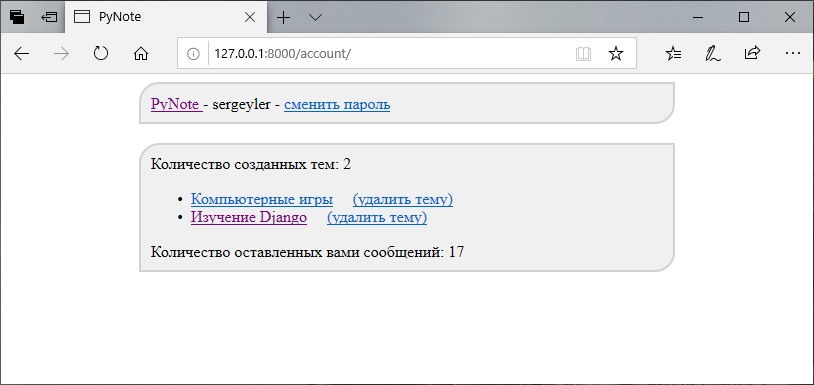 PyNote
127.0.0.1:8000/account/
PyNote - sergeyler - сменить пароль
Количество созданных тем: 2
• Компьютерные игры (удалить тему)
• Изучение Django (удалить тему)
Количество оставленных вами сообщений: 17